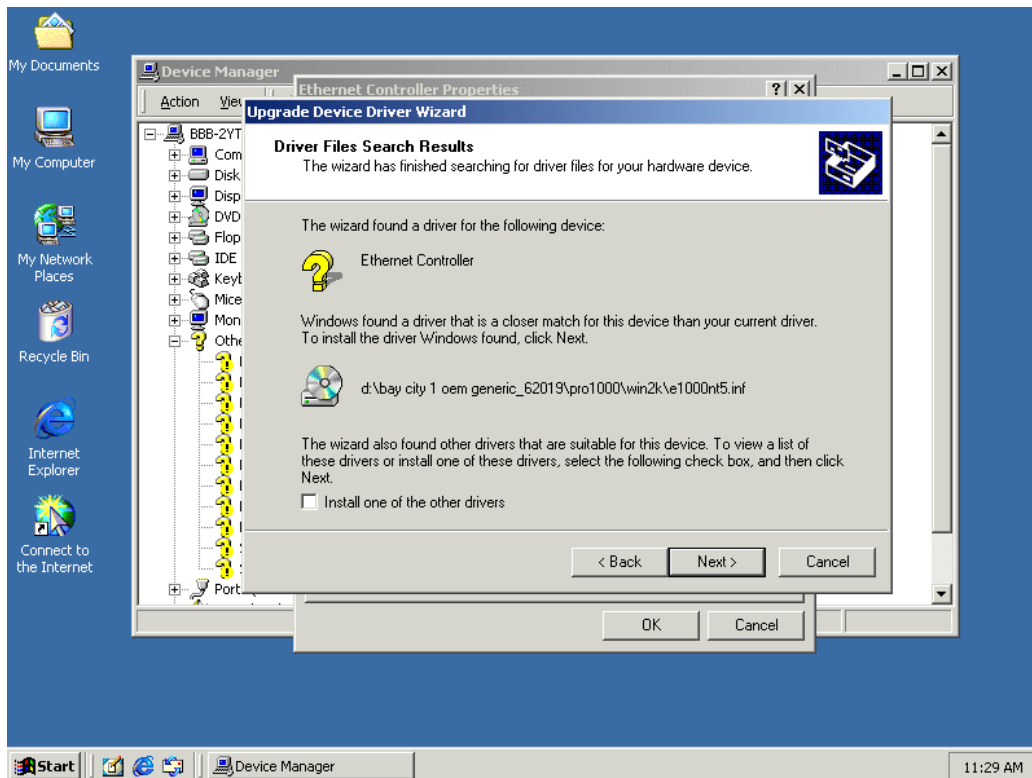 My Documents
My Computer
My Network
Places
Recycle Bin
Internet
Explorer
Connect to
the Internet
Device Manager
Action
Ethernet Controller Properties
BBB-2YT
Com
Disk
Disp
DVD
Flop
IDE
Keyb
Mice
Mon
Othe
Port
Upgrade Device Driver Wizard
Driver Files Search Results
The wizard has finished searching for driver files for your hardware device.
The wizard found a driver for the following device:
Ethernet Controller
Windows found a driver that is a closer match for this device than your current driver.
To install the driver Windows found, click Next.
d:\bay city 1 oem generic_62019\pro1000\win2k\e1000nt5.inf
The wizard also found other drivers that are suitable for this device. To view a list of
these drivers or install one of these drivers, select the following check box, and then click
Next.
Install one of the other drivers
< Back Next > Cancel
OK Cancel
Start Device Manager 11:29 AM